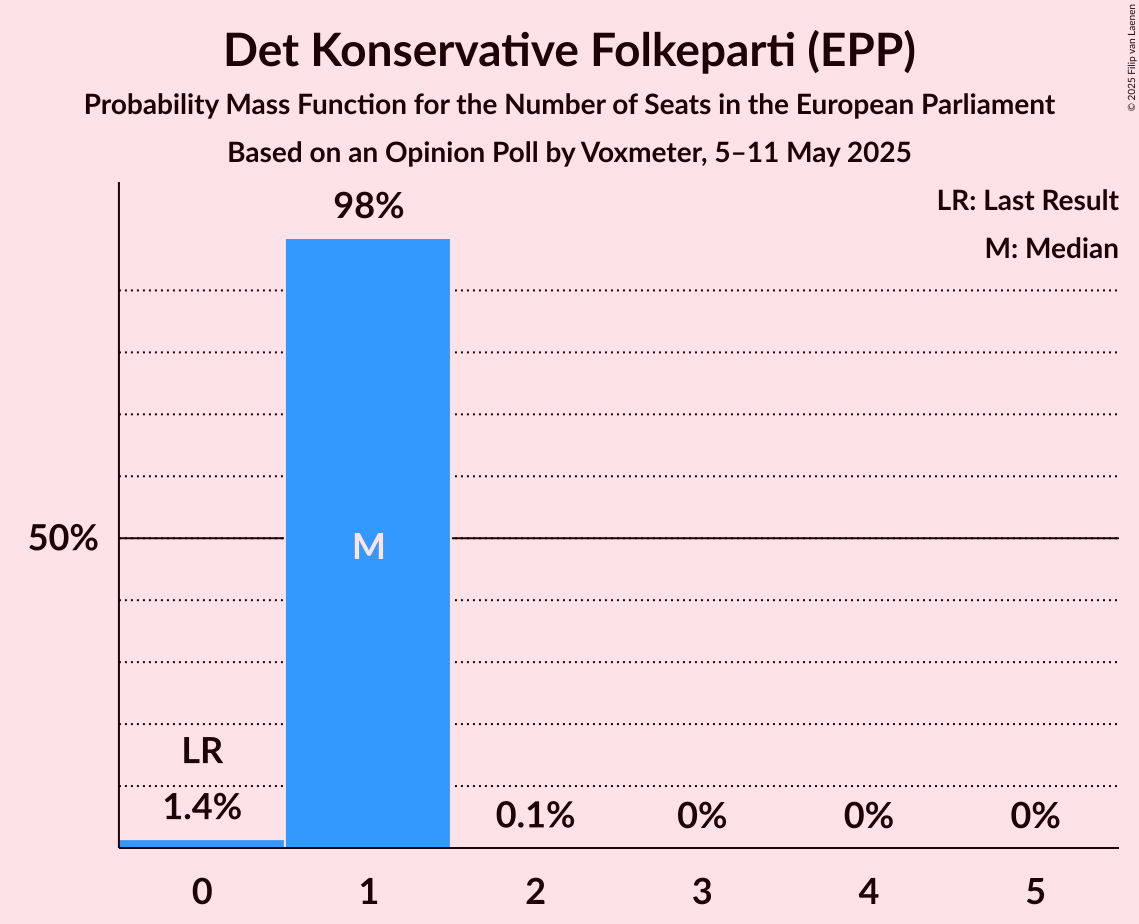 Det Konservative Folkeparti (EPP)
Probability Mass Function for the Number of Seats in the European Parliament
Based on an Opinion Poll by Voxmeter, 5–11 May 2025
© 2025 Filip van Laenen
LR: Last Result
M: Median
98%
50%
M
LR
1.4%
0.1%
0%
0%
0%
0
1
2
3
4
5